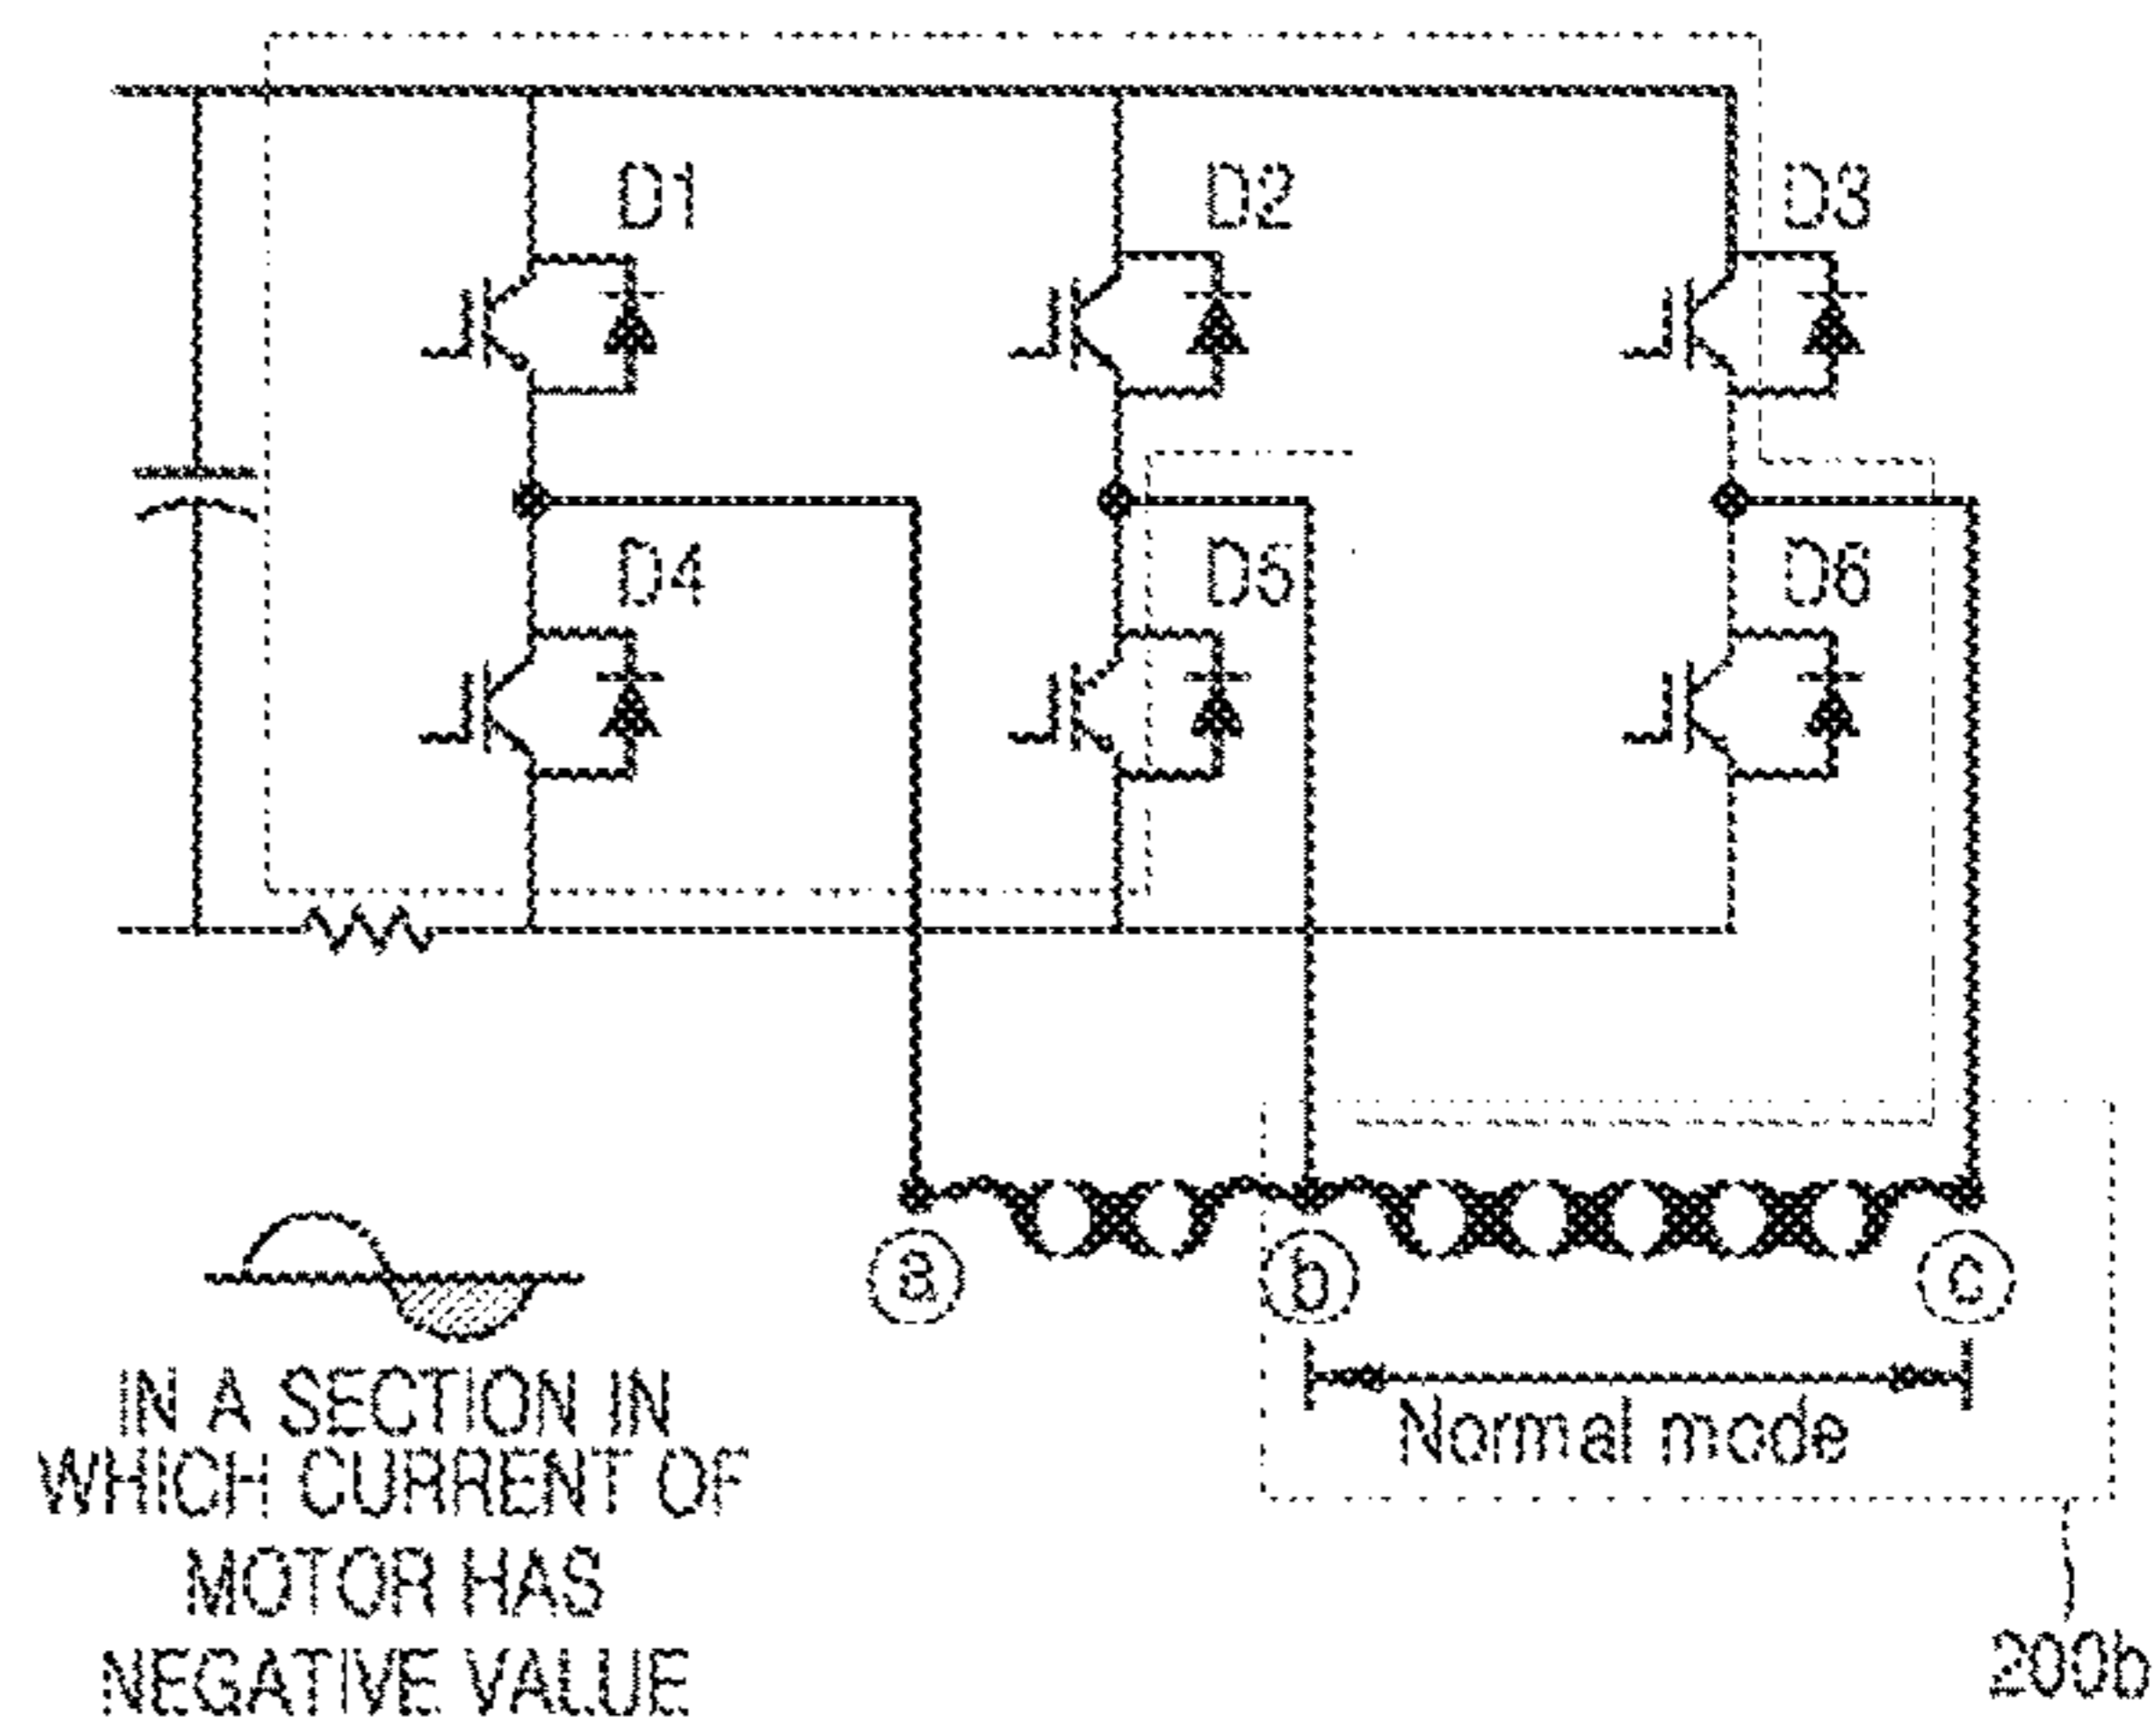 D1
D2
D3
D4
D5
D6
a
b
c
Normal mode
IN A SECTION IN
WHICH CURRENT OF
MOTOR HAS
NEGATIVE VALUE
200b